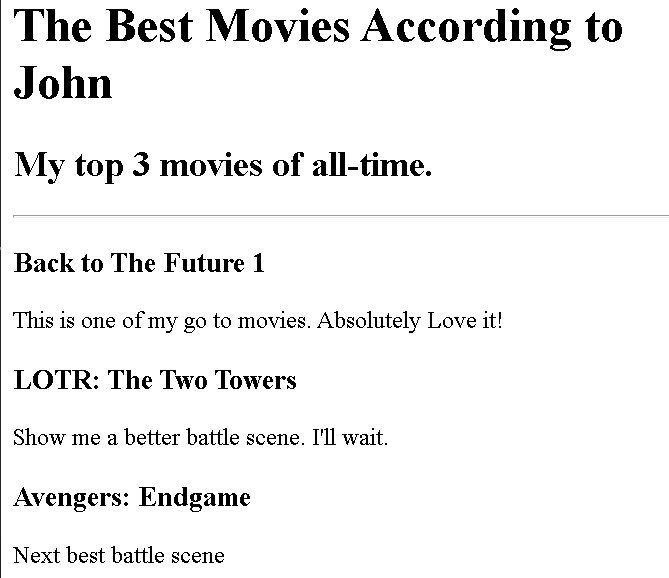 The Best Movies According to
John
My top 3 movies of all-time.
Back to The Future 1
This is one of my go to movies. Absolutely Love it!
LOTR: The Two Towers
Show me a better battle scene. I'll wait.
Avengers: Endgame
Next best battle scene